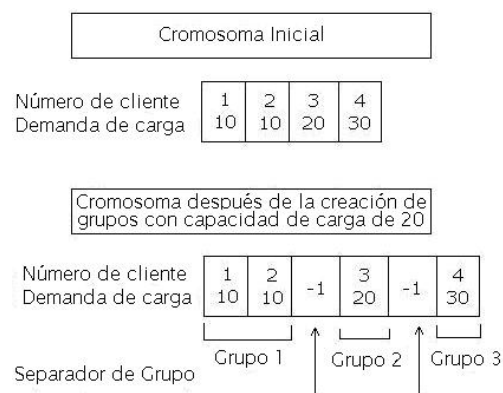 Cromosoma Inicial
Número de cliente 1 2 3 4
Demanda de carga 10 10 20 30
Cromosoma después de la creación de
grupos con capacidad de carga de 20
Número de cliente 1 2 -1 3 -1 4
Demanda de carga 10 10 20 30
Grupo 1 Grupo 2 Grupo 3
Separador de Grupo